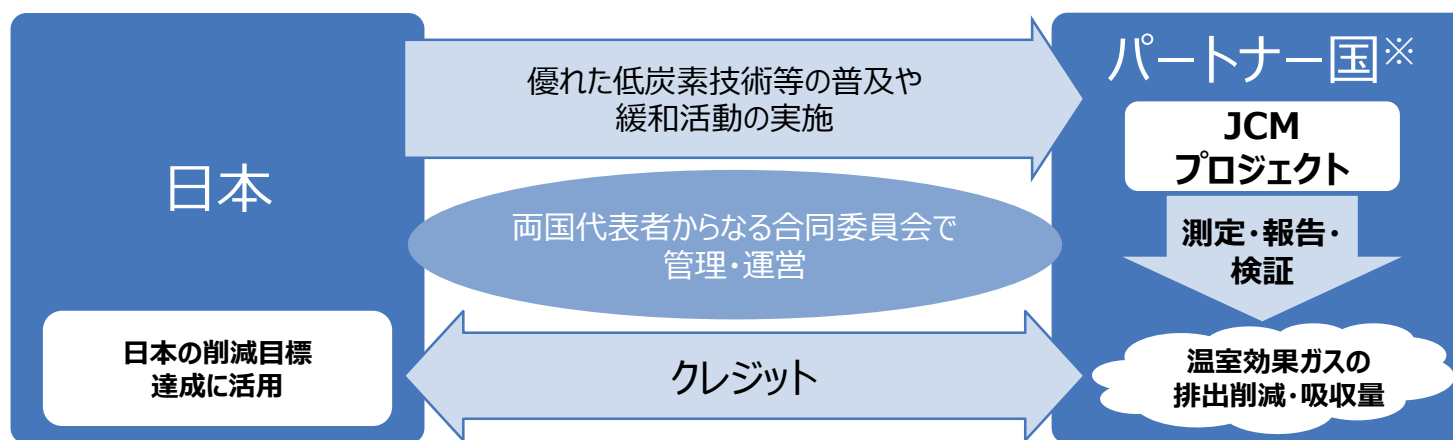 日本
日本の削減目標
達成に活用
優れた低炭素技術等の普及や
緩和活動の実施
両国代表者からなる合同委員会で
管理・運営
クレジット
パートナー国※
JCM
プロジェクト
測定・報告・
検証
温室効果ガスの
排出削減・吸収量